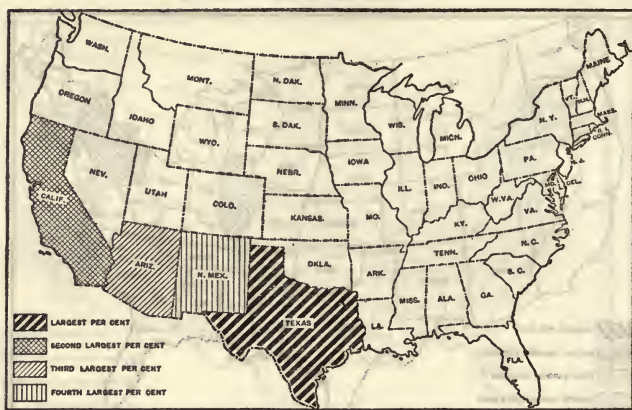 WASH.
MONT.
N. DAK.
MINN.
MAINE
OREGON
IDAHO
WYO.
S. DAK.
WIS.
MICH.
VT.
N.H.
N.Y.
MASS.
R.I.
CONN.
NEV.
UTAH
COLO.
NEBR.
IOWA
ILL.
IND.
OHIO
PA.
N.J.
MD.
DEL.
W.VA.
VA.
CALIF.
KANSAS.
MO.
KY.
N.C.
TENN.
ARIZ.
N. MEX.
OKLA.
ARK.
S.C.
TEXAS
LA.
MISS.
ALA.
GA.
FLA.
LARGEST PER CENT
SECOND LARGEST PER CENT
THIRD LARGEST PER CENT
FOURTH LARGEST PER CENT